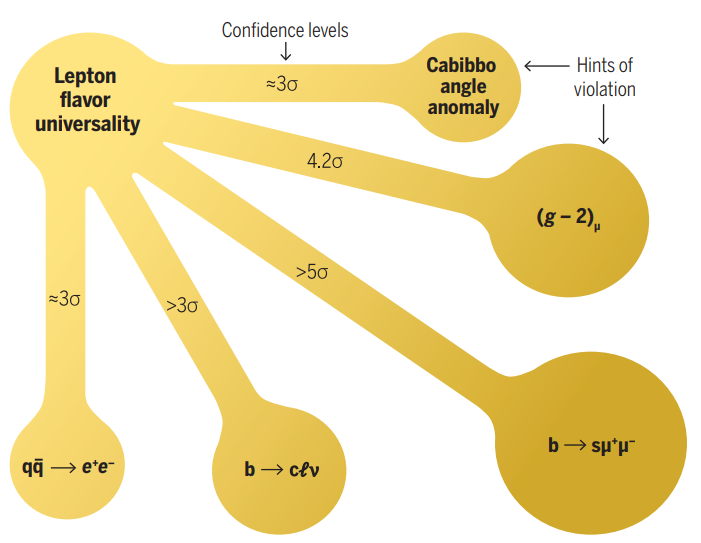 Confidence levels
Lepton
flavor
universality
≈3σ
Cabibbo
angle
anomaly
Hints of
violation
4.2σ
(g – 2)μ
>5σ
≈3σ
>3σ
b → sμ⁺μ⁻
qq̄ → e⁺e⁻
b → cℓν